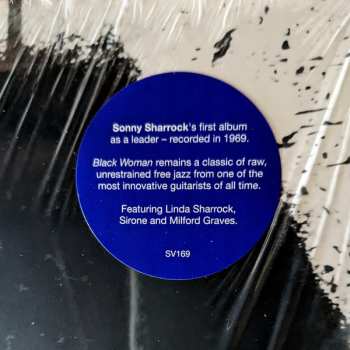 Sonny Sharrock's first album
as a leader – recorded in 1969.
Black Woman remains a classic of raw,
unrestrained free jazz from one of the
most innovative guitarists of all time.
Featuring Linda Sharrock,
Sirone and Milford Graves.
SV169